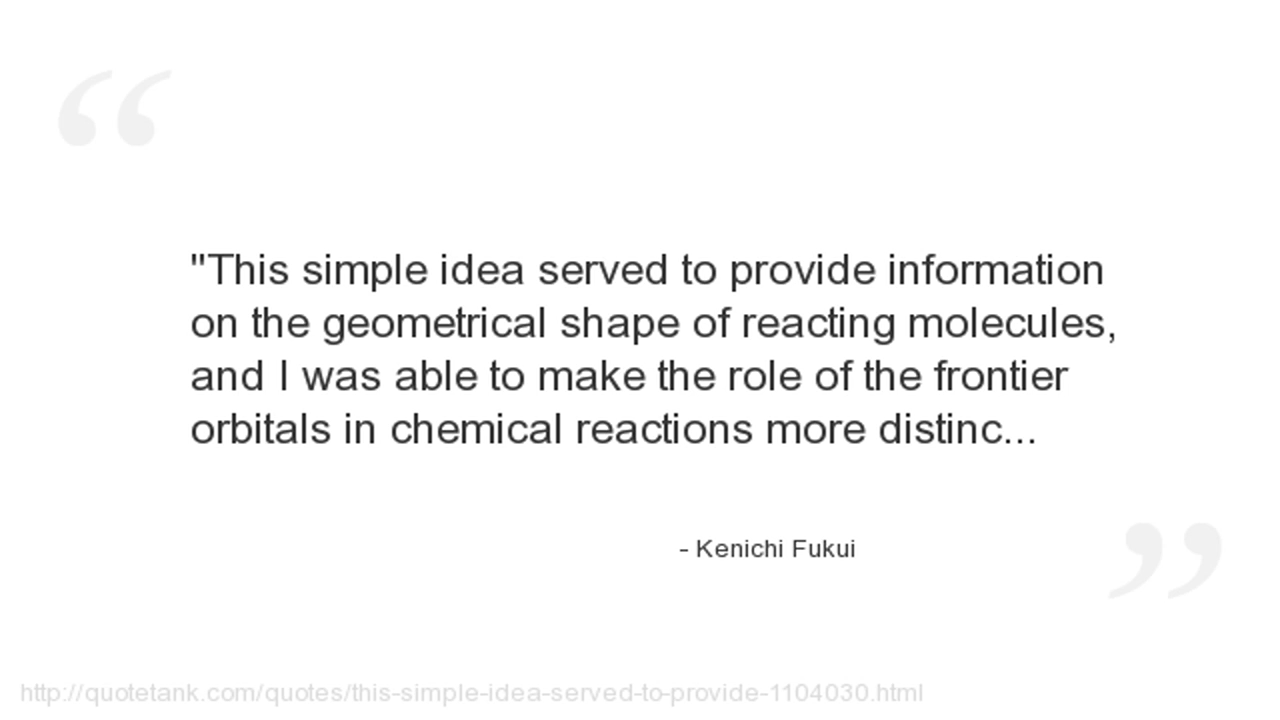 "This simple idea served to provide information
on the geometrical shape of reacting molecules,
and I was able to make the role of the frontier
orbitals in chemical reactions more distinc...
- Kenichi Fukui
http://quotetank.com/quotes/this-simple-idea-served-to-provide-1104030.html